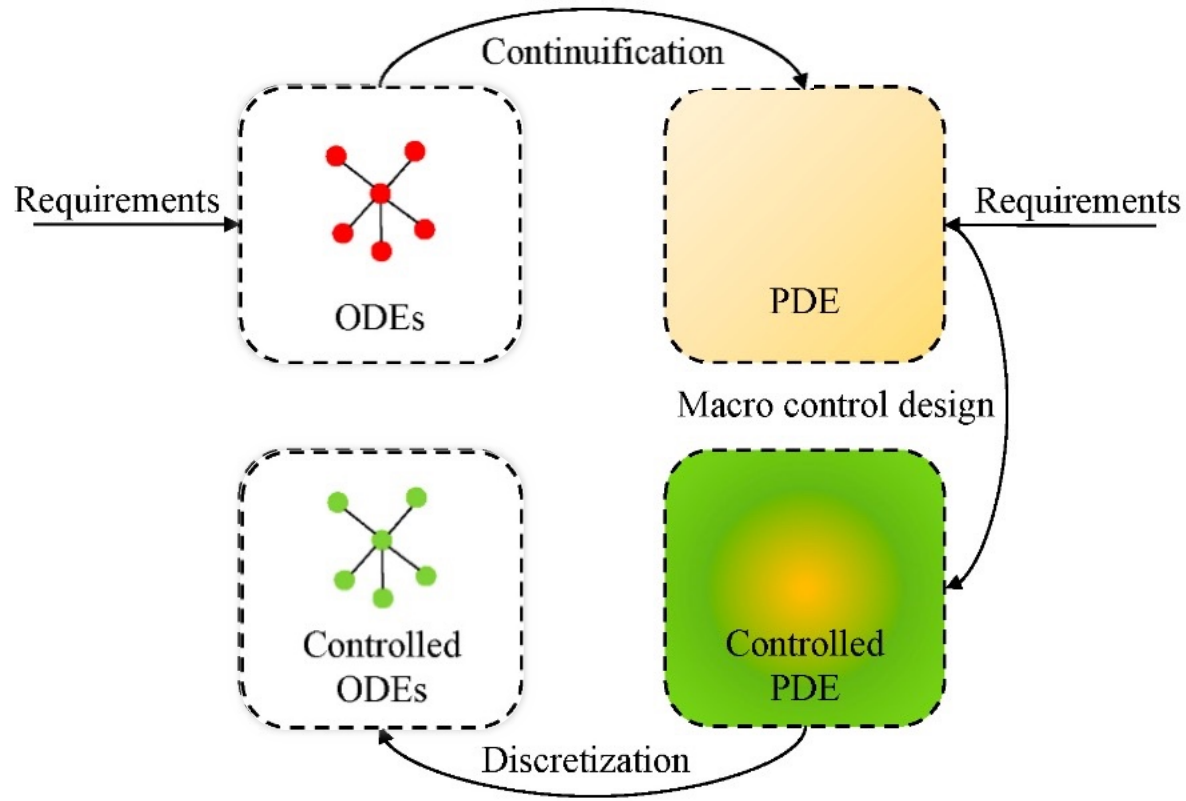 Continuification
Requirements
Requirements
ODEs
PDE
Macro control design
Controlled
ODEs
Controlled
PDE
Discretization